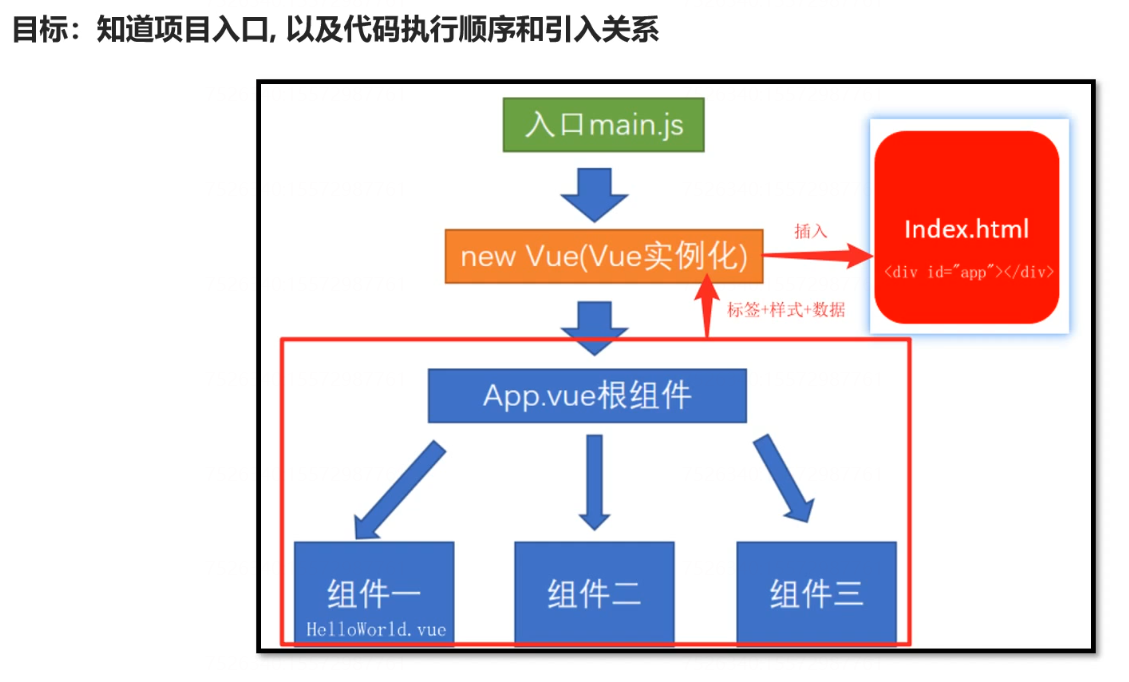 目标：知道项目入口, 以及代码执行顺序和引入关系
入口main.js
new Vue(Vue实例化)
插入
Index.html
<div id="app"></div>
标签+样式+数据
App.vue根组件
组件一
HelloWorld.vue
组件二
组件三